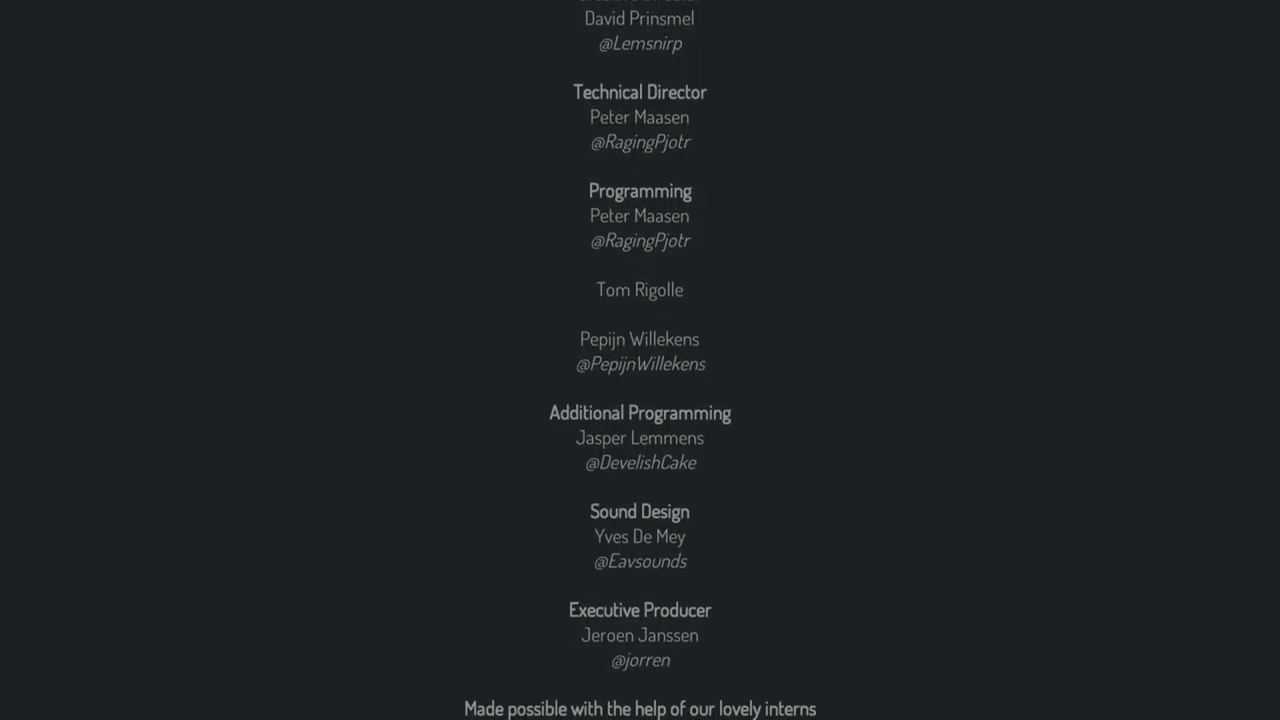 David Prinsmel
@Lemsnirp
Technical Director
Peter Maasen
@RagingPjotr
Programming
Peter Maasen
@RagingPjotr
Tom Rigolle
Pepijn Willekens
@PepijnWillekens
Additional Programming
Jasper Lemmens
@DevelishCake
Sound Design
Yves De Mey
@Eavsounds
Executive Producer
Jeroen Janssen
@jorren
Made possible with the help of our lovely interns